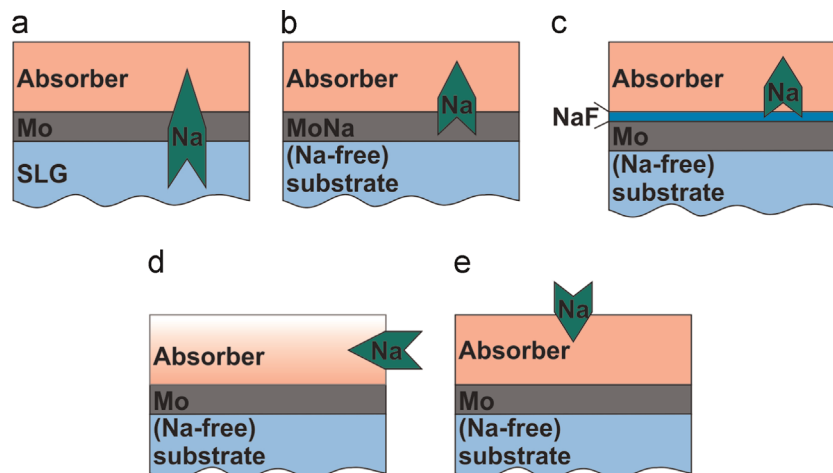 a
Absorber
Mo
Na
SLG
b
Absorber
Na
MoNa
(Na-free)
substrate
c
Absorber
Na
NaF
Mo
(Na-free)
substrate
d
Absorber
Na
Mo
(Na-free)
substrate
e
Na
Absorber
Mo
(Na-free)
substrate